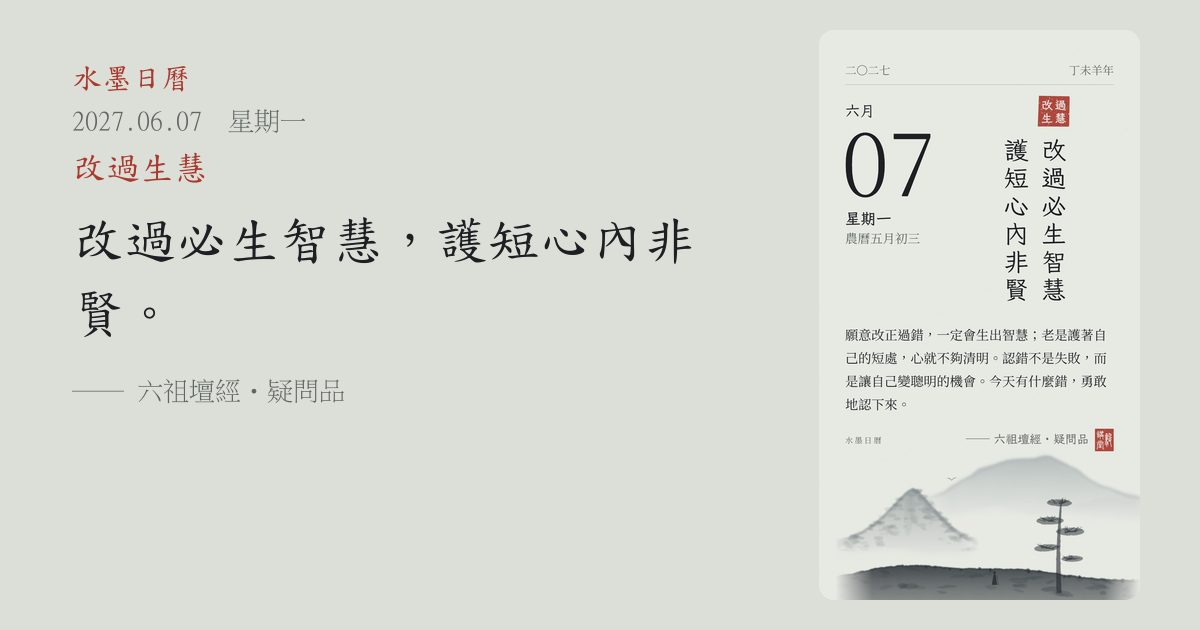 水墨日曆
2027.06.07 星期一
改過生慧
改過必生智慧，護短心內非
賢。
—— 六祖壇經・疑問品
二〇二七
丁未羊年
六月
07
星期一
農曆五月初三
改過生慧
改過必生智慧
護短心內非賢
願意改正過錯，一定會生出智慧；老是護著自
己的短處，心就不夠清明。認錯不是失敗，而
是讓自己變聰明的機會。今天有什麼錯，勇敢
地認下來。
水墨日曆
—— 六祖壇經・疑問品